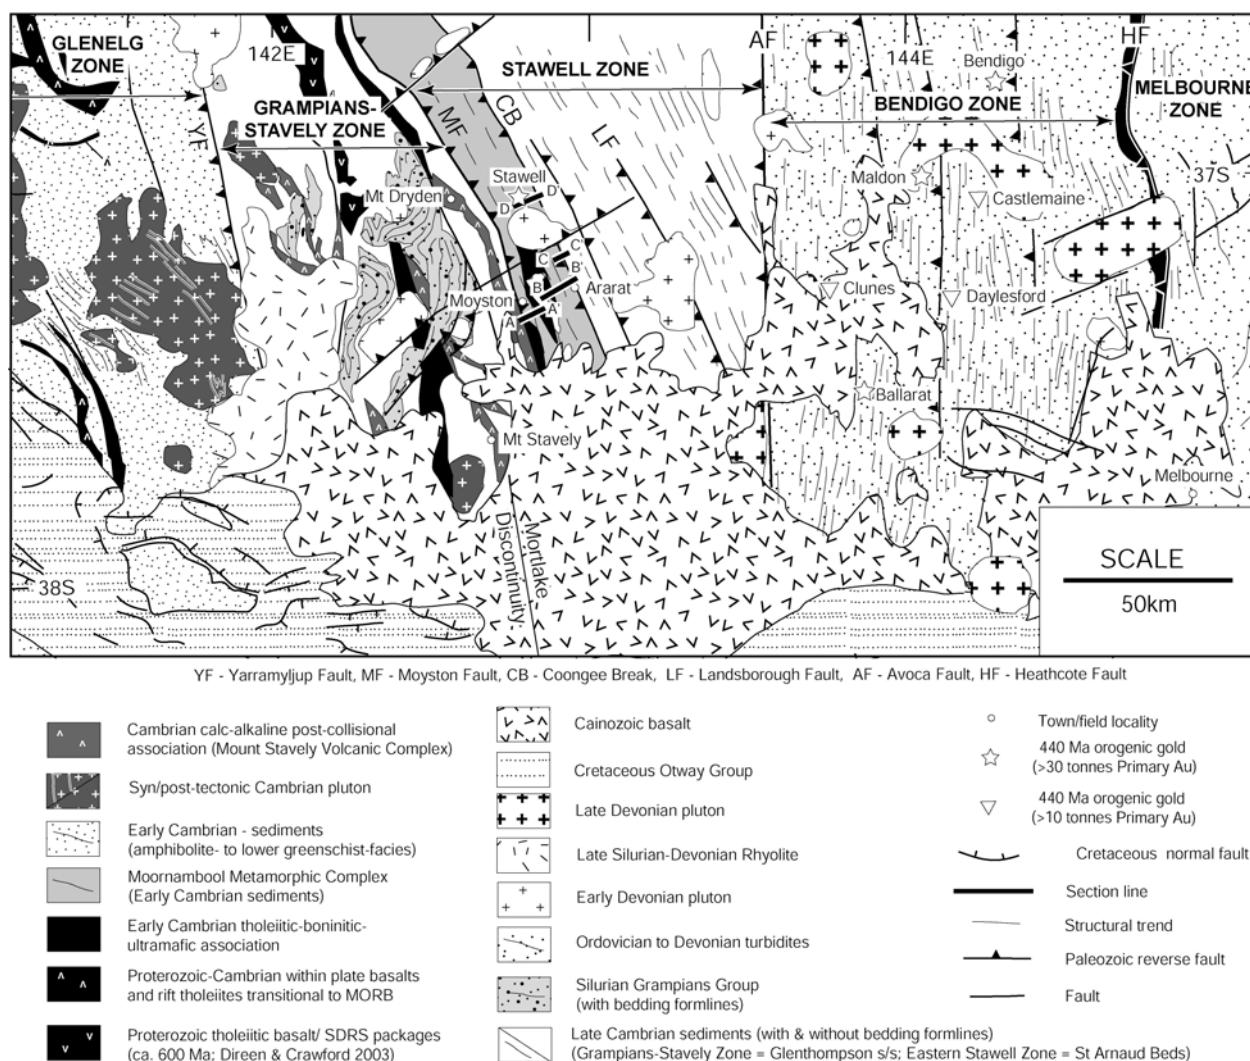 GLENELG
ZONE
142E
GRAMPIANS-
STAVELY ZONE
YF
MF
CB
STAWELL ZONE
LF
AF
144E
Bendigo
BENDIGO ZONE
HF
MELBOURNE
ZONE
37S
Mt Dryden
Stawell
D
D'
Maldon
Castlemaine
C
C'
B
B'
Moyston
Ararat
A
A'
Clunes
Daylesford
Ballarat
Mt Stavely
Melbourne
Mortlake
Discontinuity
38S
SCALE
50km
YF - Yarramyljup Fault, MF - Moyston Fault, CB - Coongee Break, LF - Landsborough Fault, AF - Avoca Fault, HF - Heathcote Fault
Cambrian calc-alkaline post-collisional
association (Mount Stavely Volcanic Complex)
Syn/post-tectonic Cambrian pluton
Early Cambrian - sediments
(amphibolite- to lower greenschist-facies)
Moornambool Metamorphic Complex
(Early Cambrian sediments)
Early Cambrian tholeiitic-boninitic-
ultramafic association
Proterozoic-Cambrian within plate basalts
and rift tholeiites transitional to MORB
Proterozoic tholeiitic basalt/ SDRS packages
(ca. 600 Ma; Direen & Crawford 2003)
Cainozoic basalt
Cretaceous Otway Group
Late Devonian pluton
Late Silurian-Devonian Rhyolite
Early Devonian pluton
Ordovician to Devonian turbidites
Silurian Grampians Group
(with bedding formlines)
Late Cambrian sediments (with & without bedding formlines)
(Grampians-Stavely Zone = Glenthompson s/s; Eastern Stawell Zone = St Arnaud Beds)
Town/field locality
440 Ma orogenic gold
(>30 tonnes Primary Au)
440 Ma orogenic gold
(>10 tonnes Primary Au)
Cretaceous normal fault
Section line
Structural trend
Paleozoic reverse fault
Fault